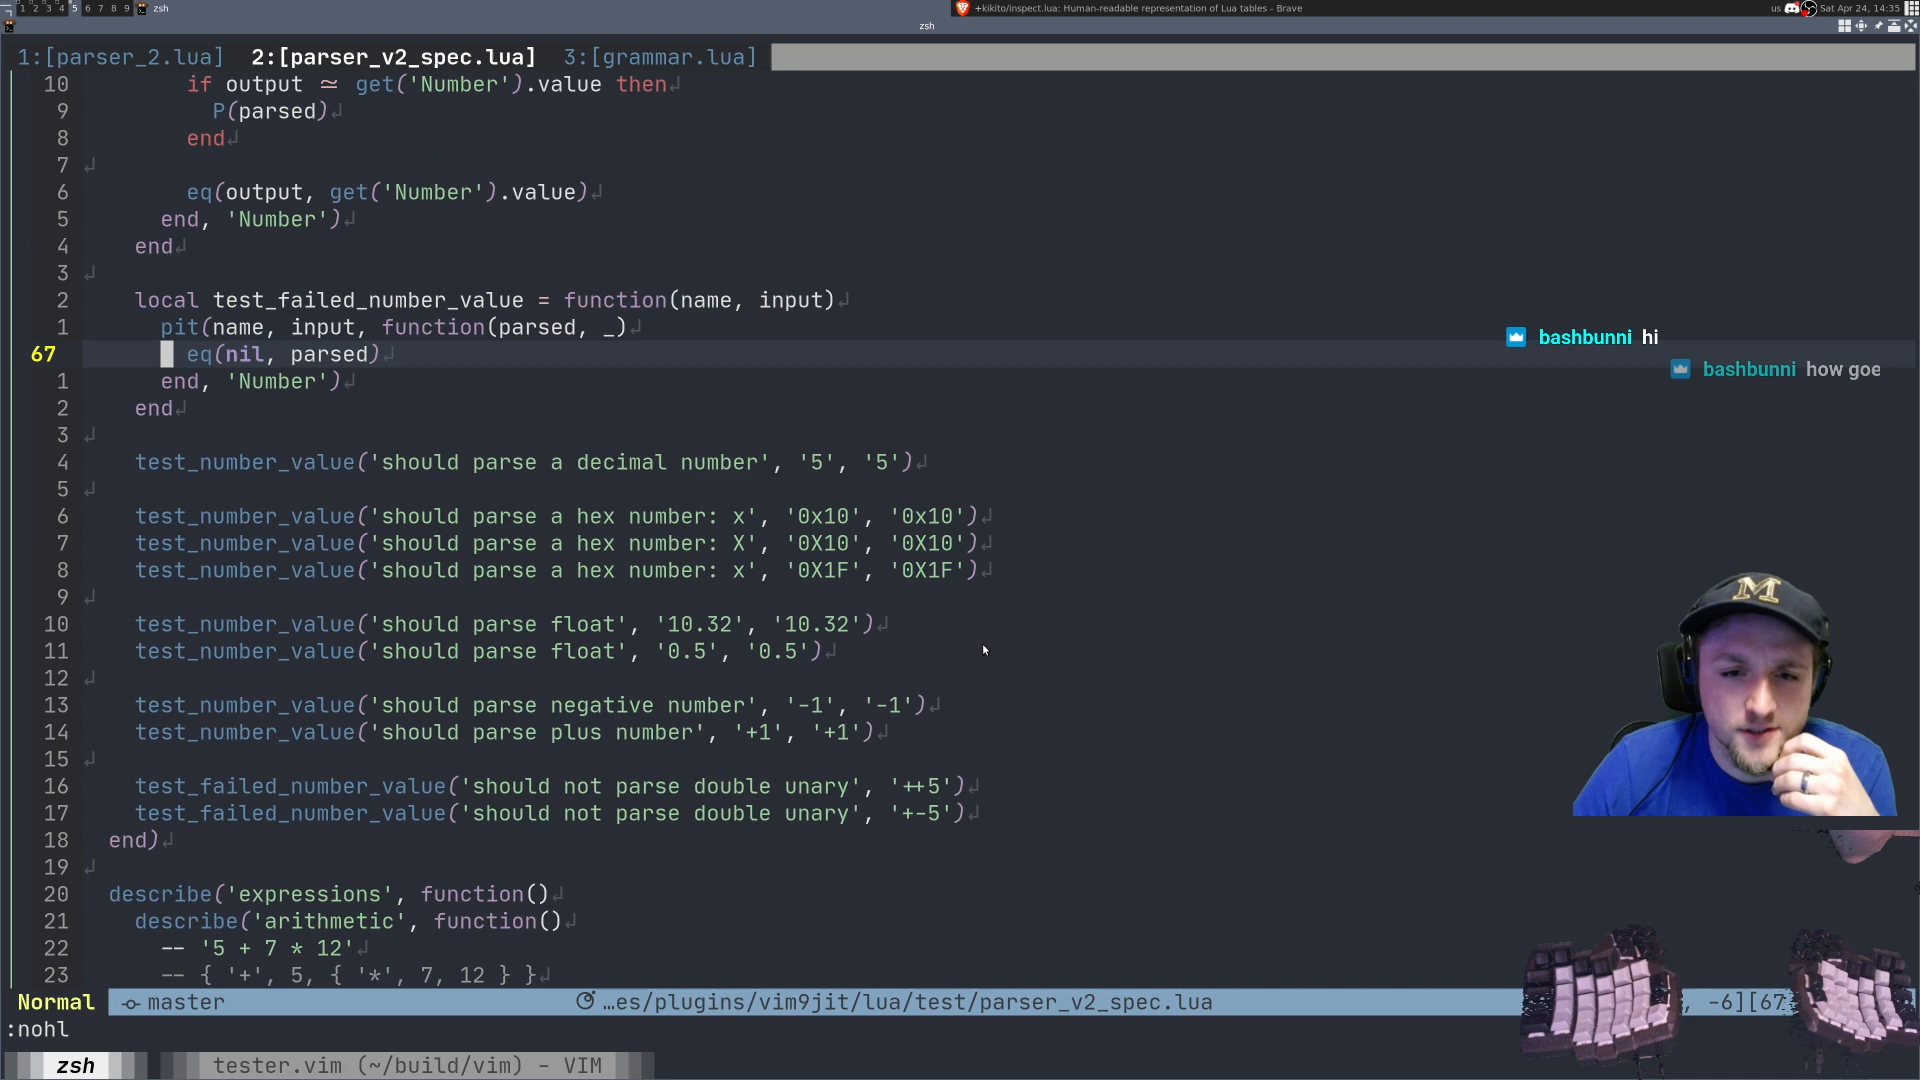 1 2 3 4 5 6 7 8 9 zsh
+kikito/inspect.lua: Human-readable representation of Lua tables - Brave
us Sat Apr 24, 14:35
zsh
1:[parser_2.lua] 2:[parser_v2_spec.lua] 3:[grammar.lua]
10 if output ≃ get('Number').value then↲
9 P(parsed)↲
8 end↲
7 ↲
6 eq(output, get('Number').value)↲
5 end, 'Number')↲
4 end↲
3 ↲
2 local test_failed_number_value = function(name, input)↲
1 pit(name, input, function(parsed, _)↲
67 eq(nil, parsed)↲
1 end, 'Number')↲
2 end↲
3 ↲
4 test_number_value('should parse a decimal number', '5', '5')↲
5 ↲
6 test_number_value('should parse a hex number: x', '0x10', '0x10')↲
7 test_number_value('should parse a hex number: X', '0X10', '0X10')↲
8 test_number_value('should parse a hex number: x', '0X1F', '0X1F')↲
9 ↲
10 test_number_value('should parse float', '10.32', '10.32')↲
11 test_number_value('should parse float', '0.5', '0.5')↲
12 ↲
13 test_number_value('should parse negative number', '-1', '-1')↲
14 test_number_value('should parse plus number', '+1', '+1')↲
15 ↲
16 test_failed_number_value('should not parse double unary', '++5')↲
17 test_failed_number_value('should not parse double unary', '+-5')↲
18 end)↲
19 ↲
20 describe('expressions', function()↲
21 describe('arithmetic', function()↲
22 -- '5 + 7 * 12'↲
23 -- { '+', 5, { '*', 7, 12 } }↲
bashbunni hi
bashbunni how goe
M
Normal master …es/plugins/vim9jit/lua/test/parser_v2_spec.lua , -6][67
:nohl
zsh tester.vim (~/build/vim) - VIM